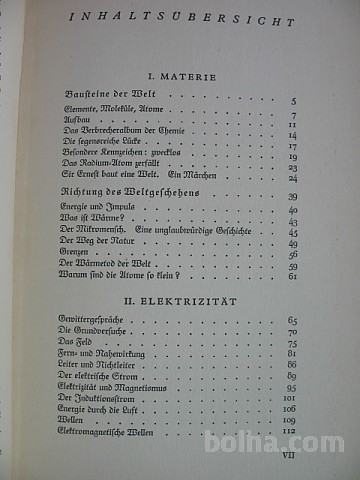 INHALTSÜBERSICHT
I. MATERIE
Bausteine der Welt . . . . . . . . . . . 5
Elemente, Moleküle, Atome . . . . . . . . . 7
Aufbau . . . . . . . . . . . . . . . 11
Das Verbrecheralbum der Chemie . . . . . . . 14
Die segensreiche Lücke . . . . . . . . . . 17
Besondere Kennzeichen: zwecklos . . . . . . . 19
Das Radium-Atom zerfällt . . . . . . . . . 23
Sir Ernest baut eine Welt. Ein Märchen . . . . . 24
Richtung des Weltgeschehens . . . . . . . . 39
Energie und Impuls . . . . . . . . . . . 40
Was ist Wärme? . . . . . . . . . . . . 43
Der Mikromensch. Eine unglaubwürdige Geschichte . . 45
Der Weg der Natur . . . . . . . . . . . 49
Grenzen . . . . . . . . . . . . . . . 56
Der Wärmetod der Welt . . . . . . . . . . 59
Warum sind die Atome so klein? . . . . . . . 61
II. ELEKTRIZITÄT
Gewittergespräche . . . . . . . . . . . . 65
Die Grundversuche . . . . . . . . . . . . 70
Das Feld . . . . . . . . . . . . . . . 75
Fern- und Nahewirkung . . . . . . . . . . 81
Leiter und Nichtleiter . . . . . . . . . . 86
Der elektrische Strom . . . . . . . . . . 89
Elektrizität und Magnetismus . . . . . . . . 95
Der Induktionsstrom . . . . . . . . . . . 101
Energie durch die Luft . . . . . . . . . . 106
Wellen . . . . . . . . . . . . . . . 109
Elektromagnetische Wellen . . . . . . . . . 112
VII
bolha.com